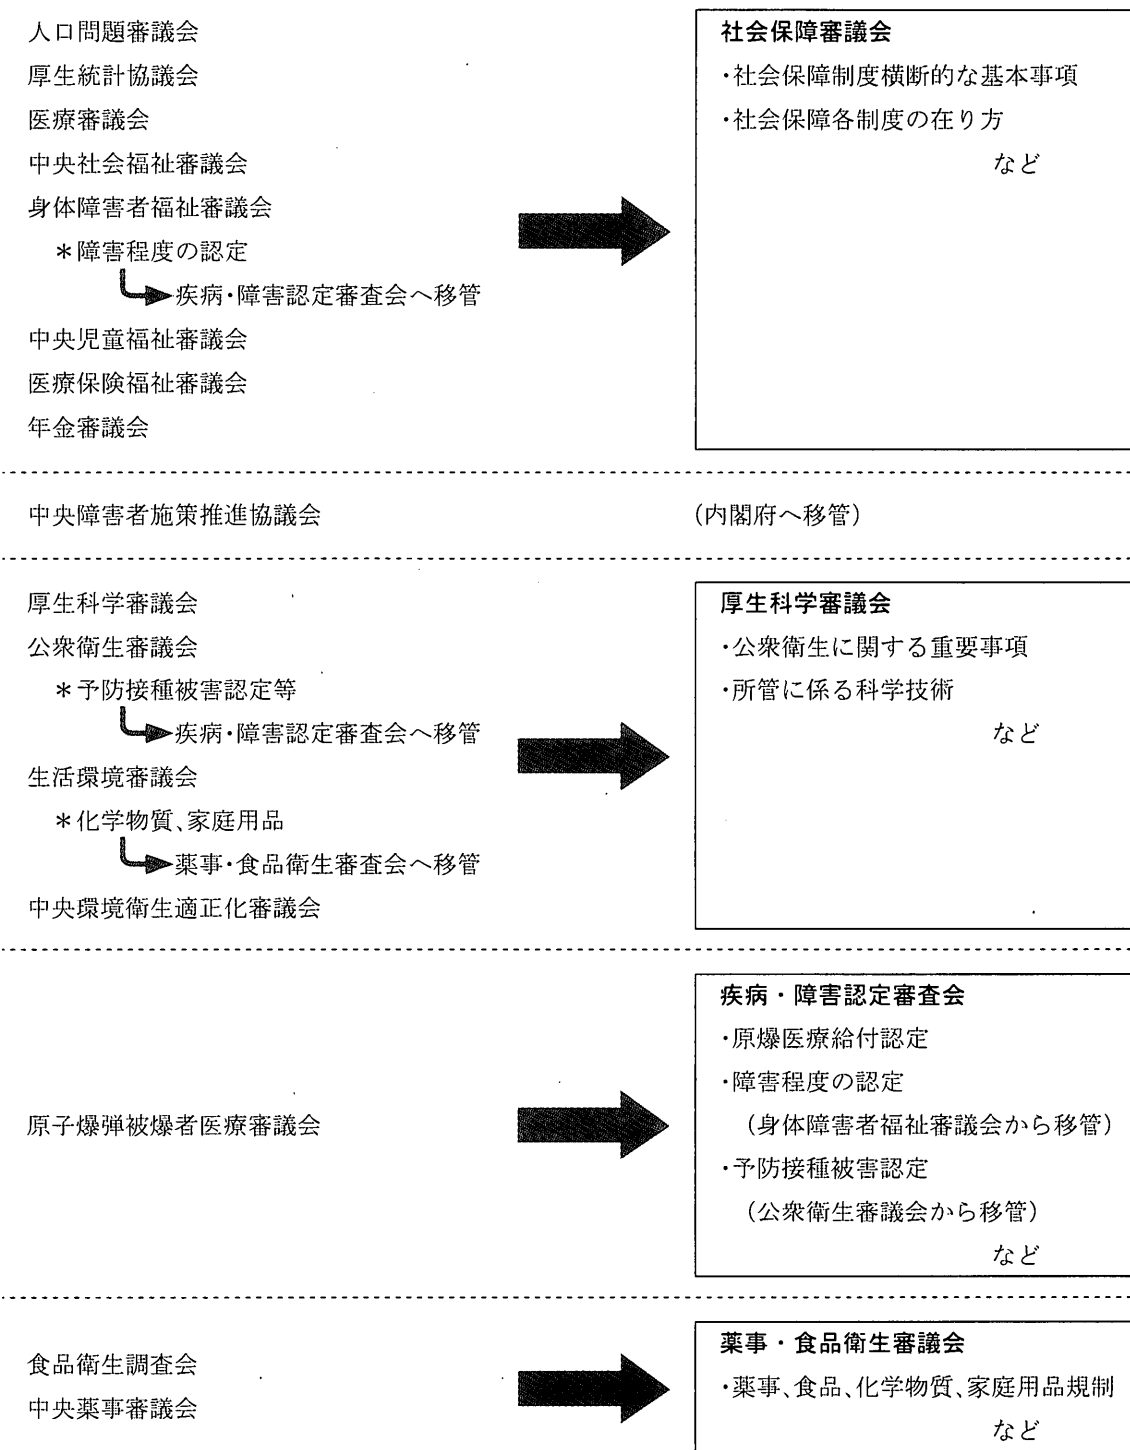 人口問題審議会
厚生統計協議会
医療審議会
中央社会福祉審議会
身体障害者福祉審議会
＊障害程度の認定
疾病・障害認定審査会へ移管
中央児童福祉審議会
医療保険福祉審議会
年金審議会
社会保障審議会
・社会保障制度横断的な基本事項
・社会保障各制度の在り方
など
中央障害者施策推進協議会
(内閣府へ移管)
厚生科学審議会
公衆衛生審議会
＊予防接種被害認定等
疾病・障害認定審査会へ移管
生活環境審議会
＊化学物質、家庭用品
薬事・食品衛生審査会へ移管
中央環境衛生適正化審議会
厚生科学審議会
・公衆衛生に関する重要事項
・所管に係る科学技術
など
原子爆弾被爆者医療審議会
疾病・障害認定審査会
・原爆医療給付認定
・障害程度の認定
(身体障害者福祉審議会から移管)
・予防接種被害認定
(公衆衛生審議会から移管)
など
食品衛生調査会
中央薬事審議会
薬事・食品衛生審議会
・薬事、食品、化学物質、家庭用品規制
など